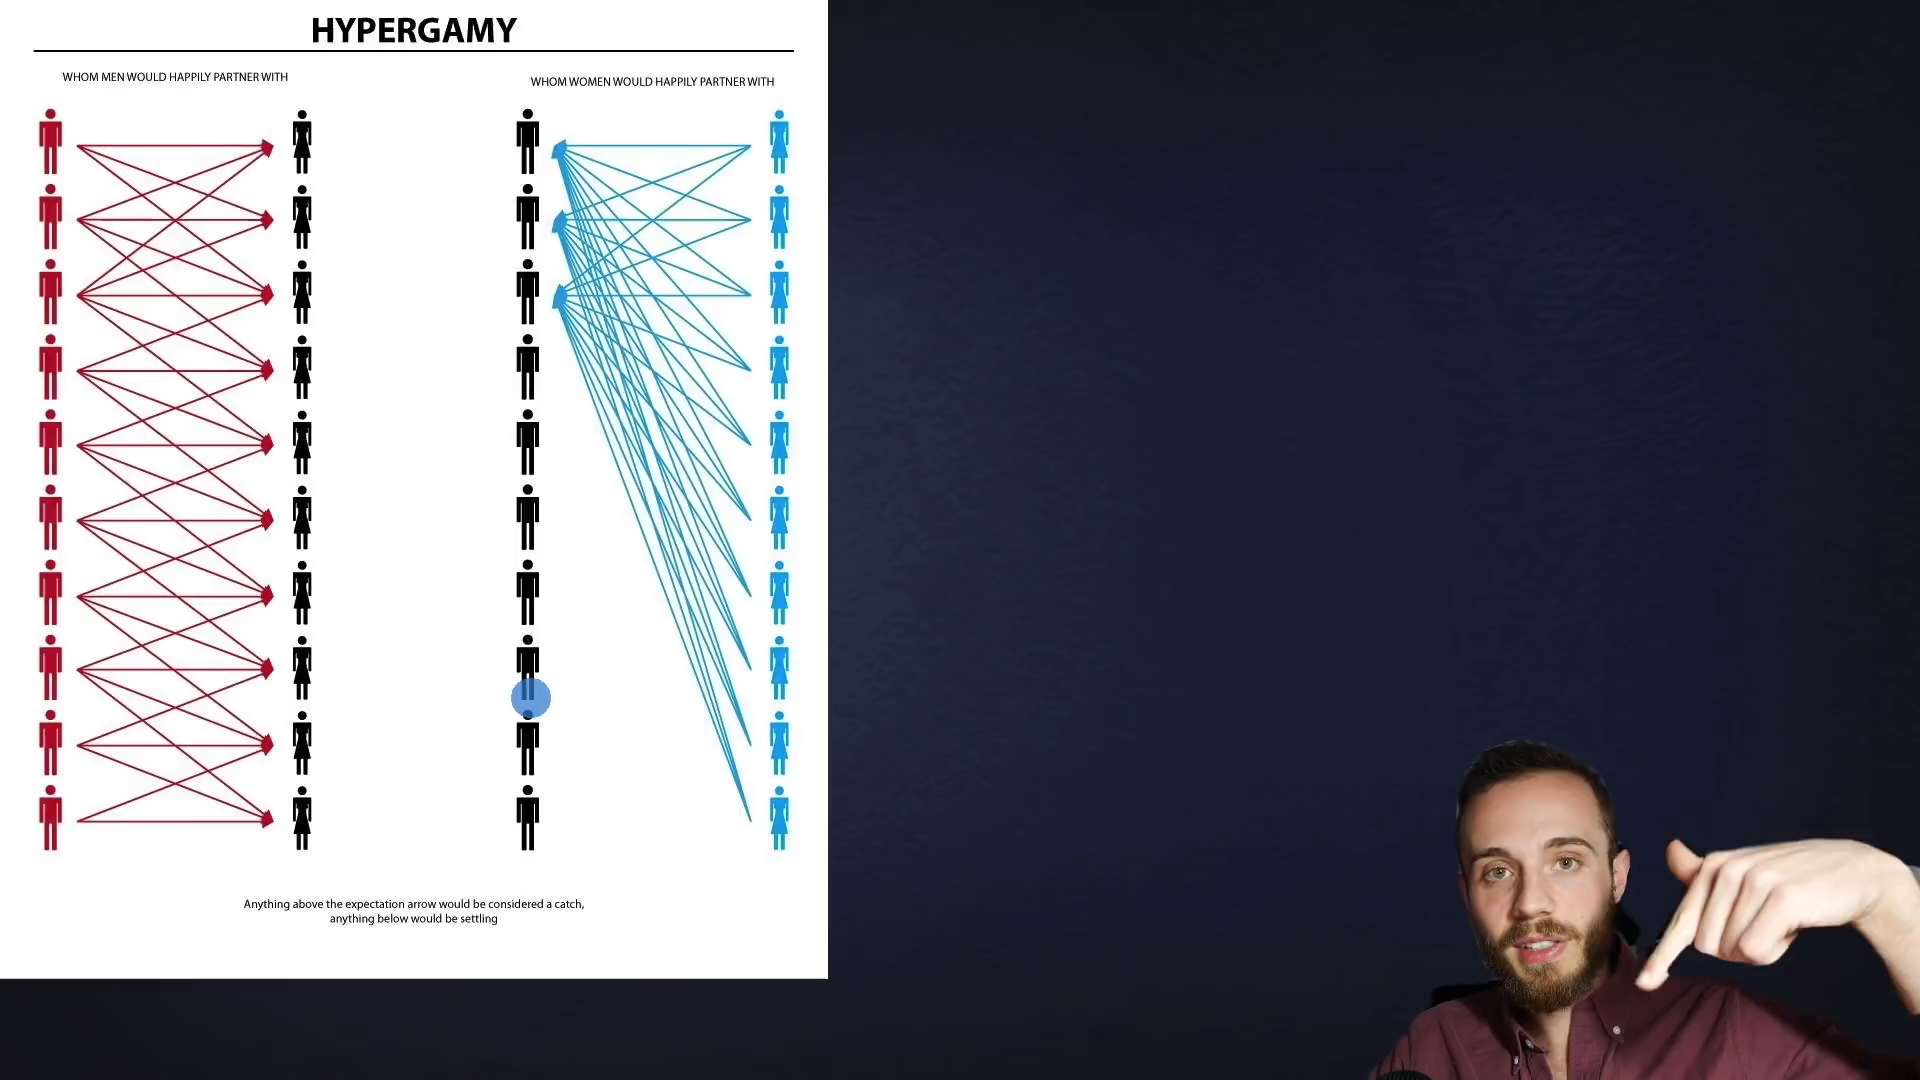 HYPERGAMY
WHOM MEN WOULD HAPPILY PARTNER WITH
WHOM WOMEN WOULD HAPPILY PARTNER WITH
Anything above the expectation arrow would be considered a catch,
anything below would be settling